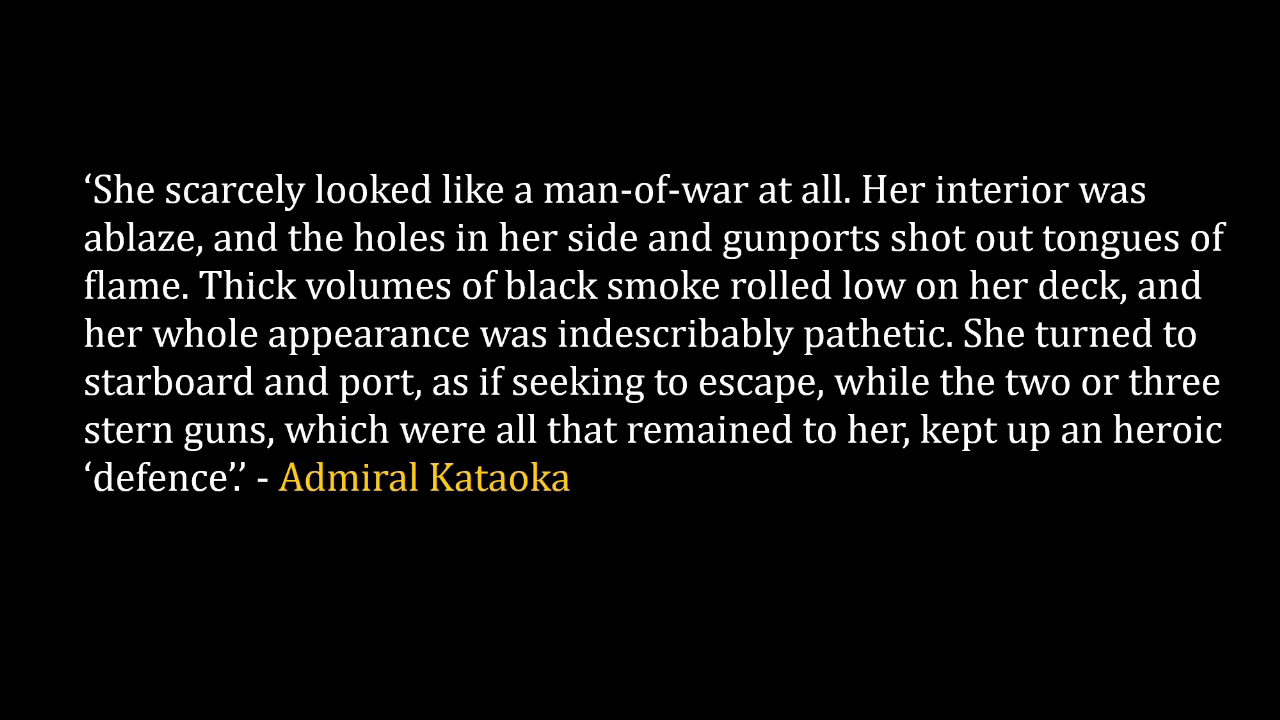 ‘She scarcely looked like a man-of-war at all. Her interior was
ablaze, and the holes in her side and gunports shot out tongues of
flame. Thick volumes of black smoke rolled low on her deck, and
her whole appearance was indescribably pathetic. She turned to
starboard and port, as if seeking to escape, while the two or three
stern guns, which were all that remained to her, kept up an heroic
‘defence’.’ - Admiral Kataoka